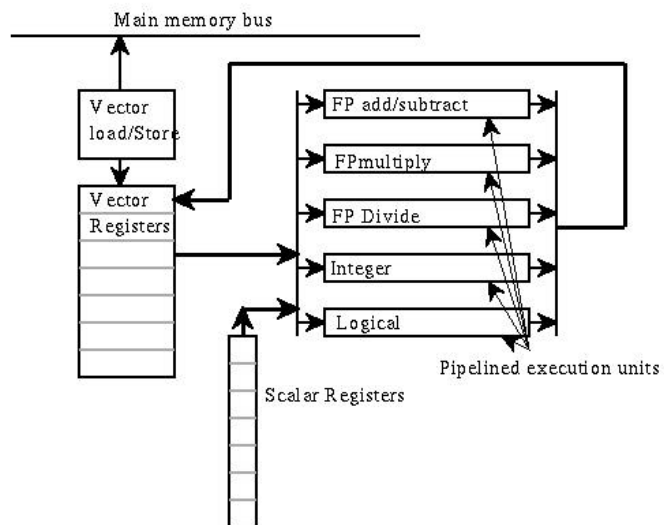 Main memory bus
Vector
load/Store
FP add/subtract
FPmultiply
Vector
Registers
FP Divide
Integer
Logical
Pipelined execution units
Scalar Registers